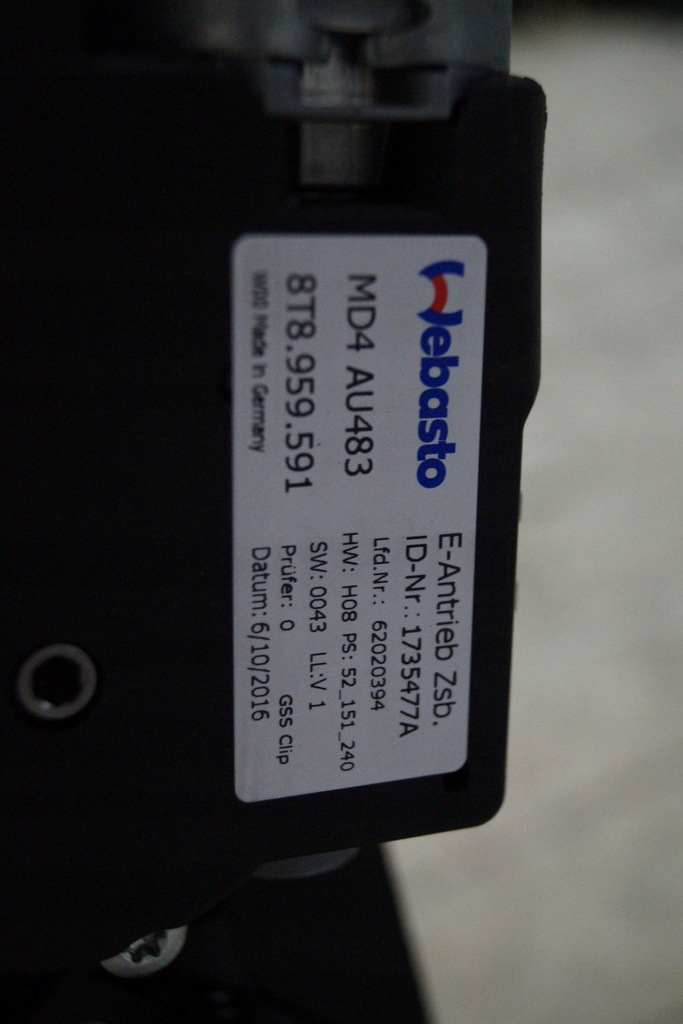 Webasto
MD4 AU483
8T8.959.591
Made in Germany
E-Antrieb Zsb.
ID-Nr.: 1735477A
Lfd.Nr.: 62020394
HW: H08 PS: 52_151_240
SW: 0043 LL:V 1
Prüfer: 0 GSS Clip
Datum: 6/10/2016